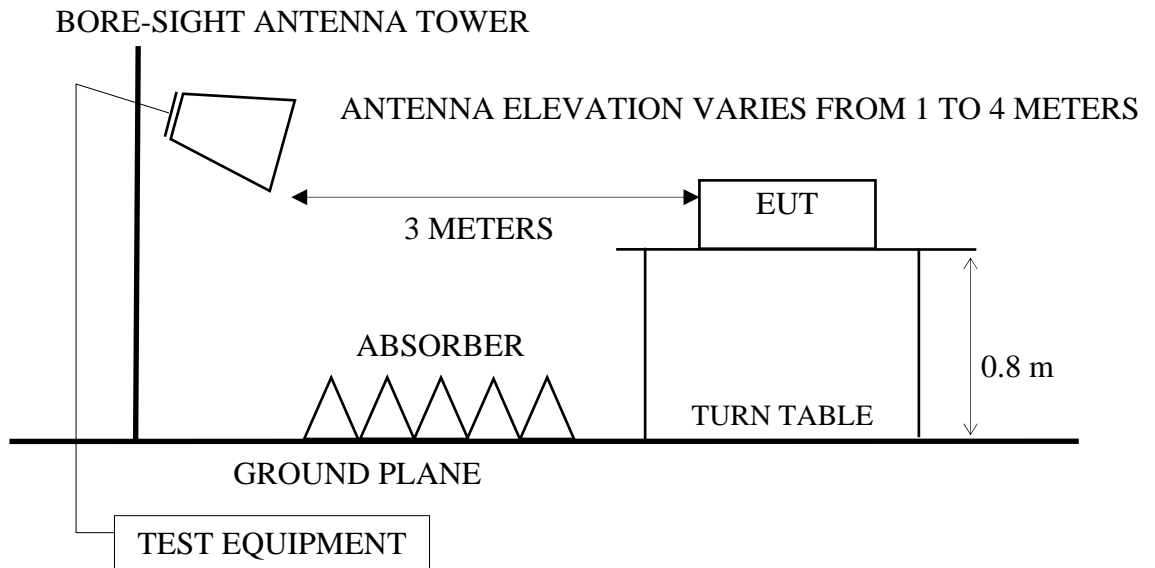 BORE-SIGHT ANTENNA TOWER
ANTENNA ELEVATION VARIES FROM 1 TO 4 METERS
EUT
3 METERS
ABSORBER
0.8 m
TURN TABLE
GROUND PLANE
TEST EQUIPMENT